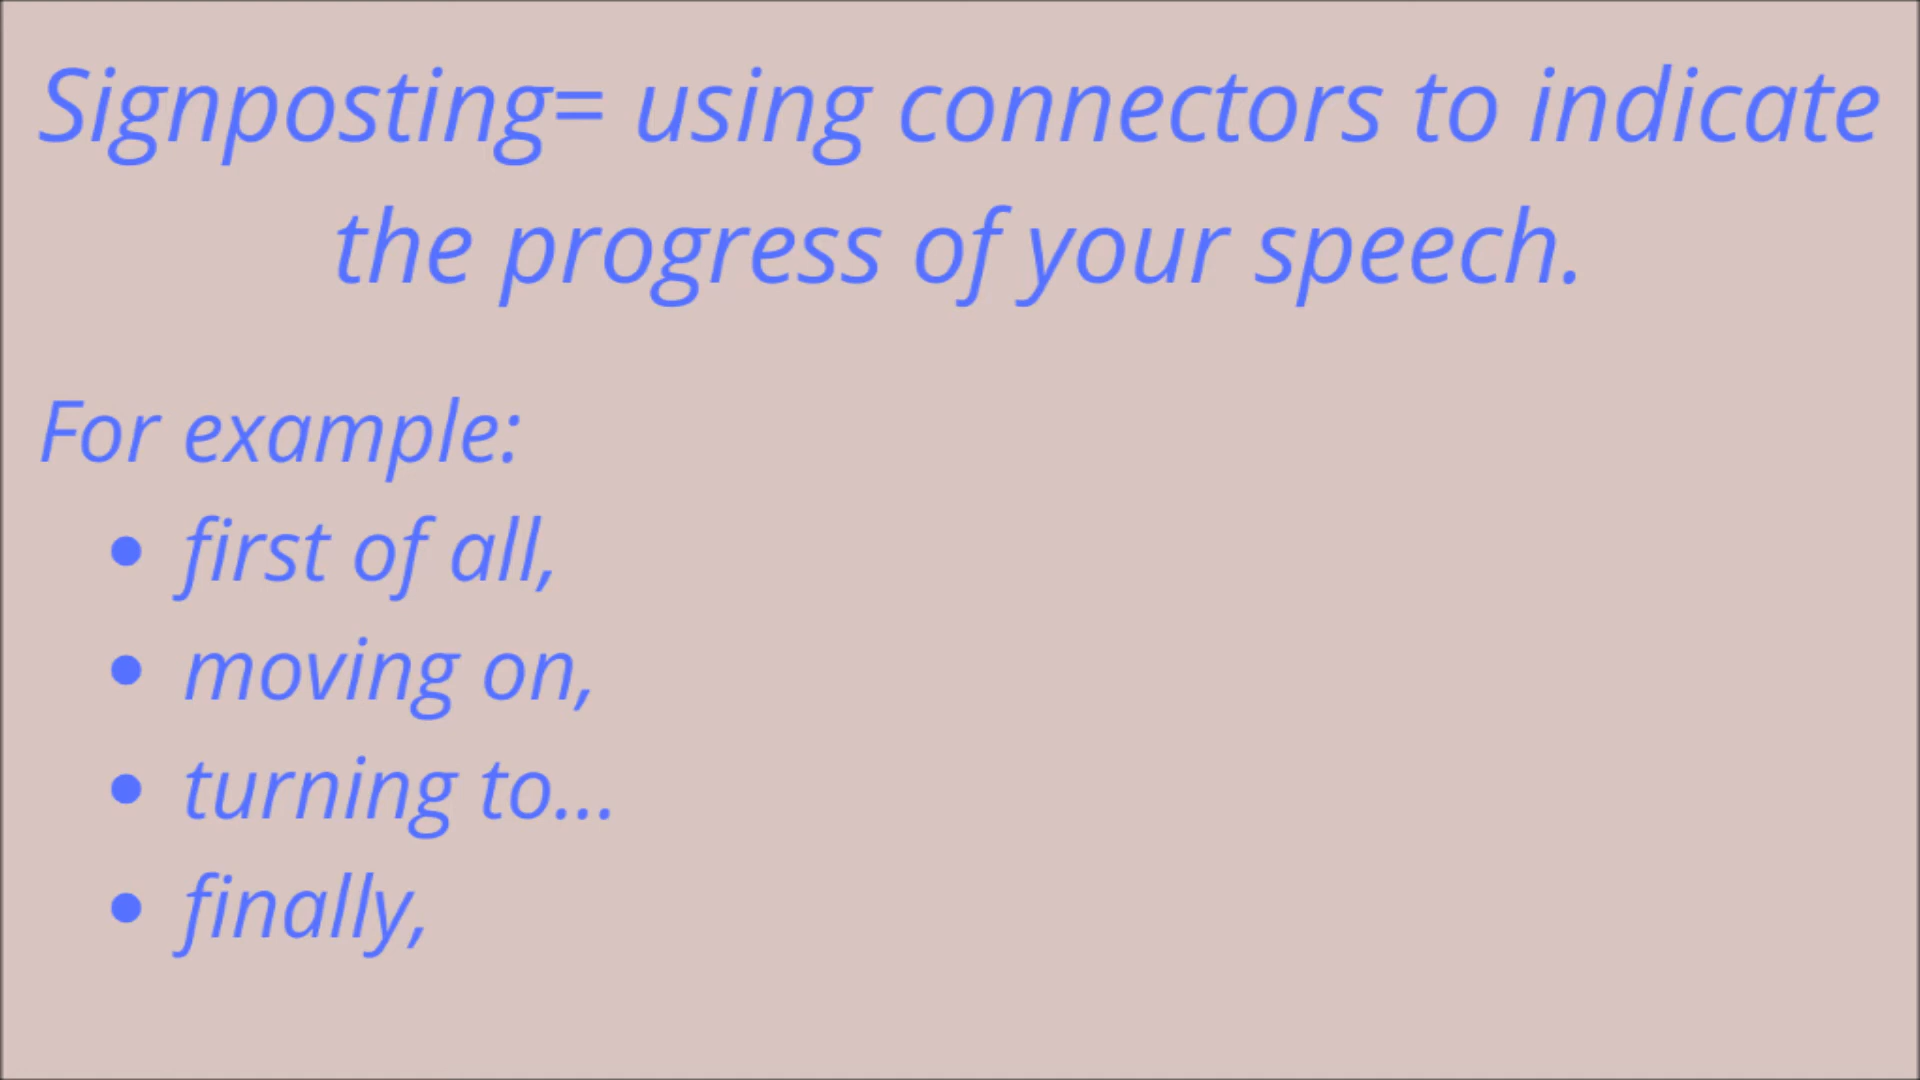 Signposting= using connectors to indicate
the progress of your speech.
For example:
• first of all,
• moving on,
• turning to...
• finally,